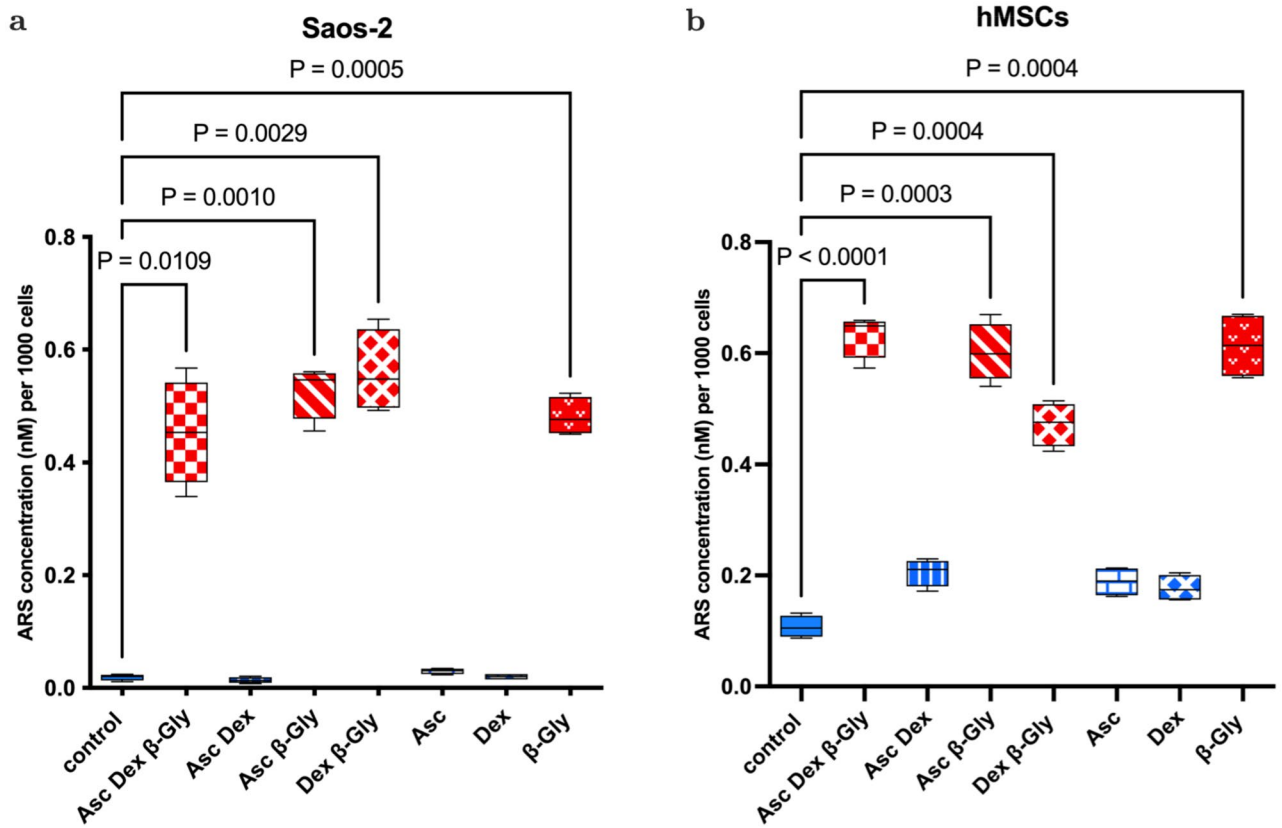 a
Saos-2
P = 0.0005
P = 0.0029
P = 0.0010
P = 0.0109
0.8
0.6
0.4
0.2
0.0
ARS concentration (nM) per 1000 cells
control
Asc Dex β-Gly
Asc Dex
Asc β-Gly
Dex β-Gly
Asc
Dex
β-Gly
b
hMSCs
P = 0.0004
P = 0.0004
P = 0.0003
P < 0.0001
0.8
0.6
0.4
0.2
0.0
ARS concentration (nM) per 1000 cells
control
Asc Dex β-Gly
Asc Dex
Asc β-Gly
Dex β-Gly
Asc
Dex
β-Gly